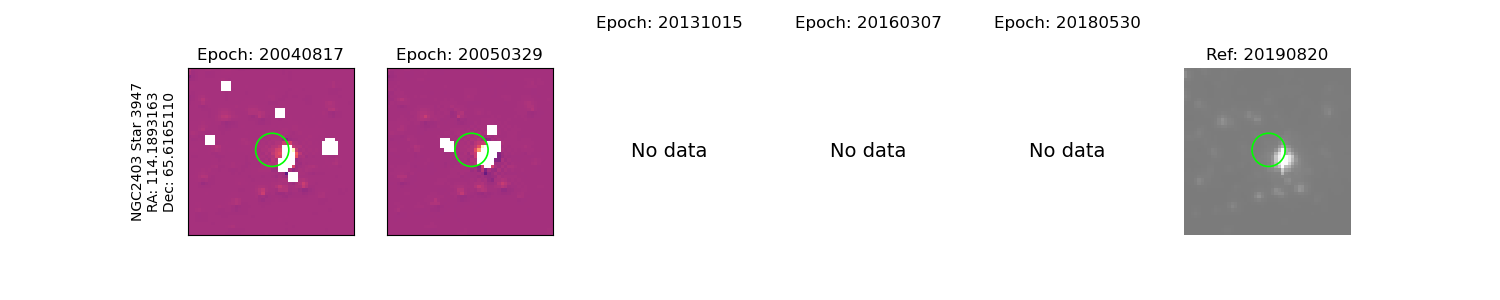 NGC2403 Star 3947
RA: 114.1893163
Dec: 65.6165110
Epoch: 20040817
Epoch: 20050329
Epoch: 20131015
No data
Epoch: 20160307
No data
Epoch: 20180530
No data
Ref: 20190820